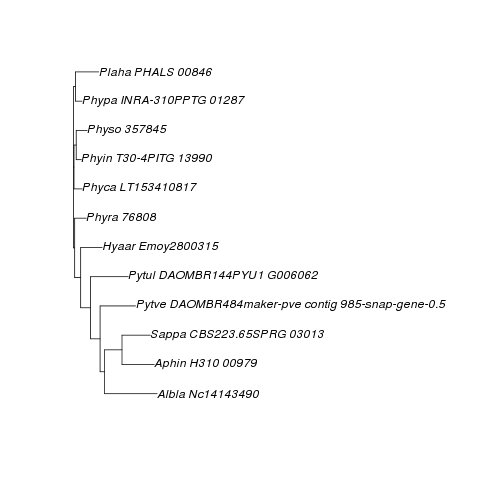 Plaha PHALS 00846
Phypa INRA-310PPTG 01287
Physo 357845
Phyin T30-4PITG 13990
Phyca LT153410817
Phyra 76808
Hyaar Emoy2800315
Pytul DAOMBR144PYU1 G006062
Pytve DAOMBR484maker-pve contig 985-snap-gene-0.5
Sappa CBS223.65SPRG 03013
Aphin H310 00979
Albla Nc14143490